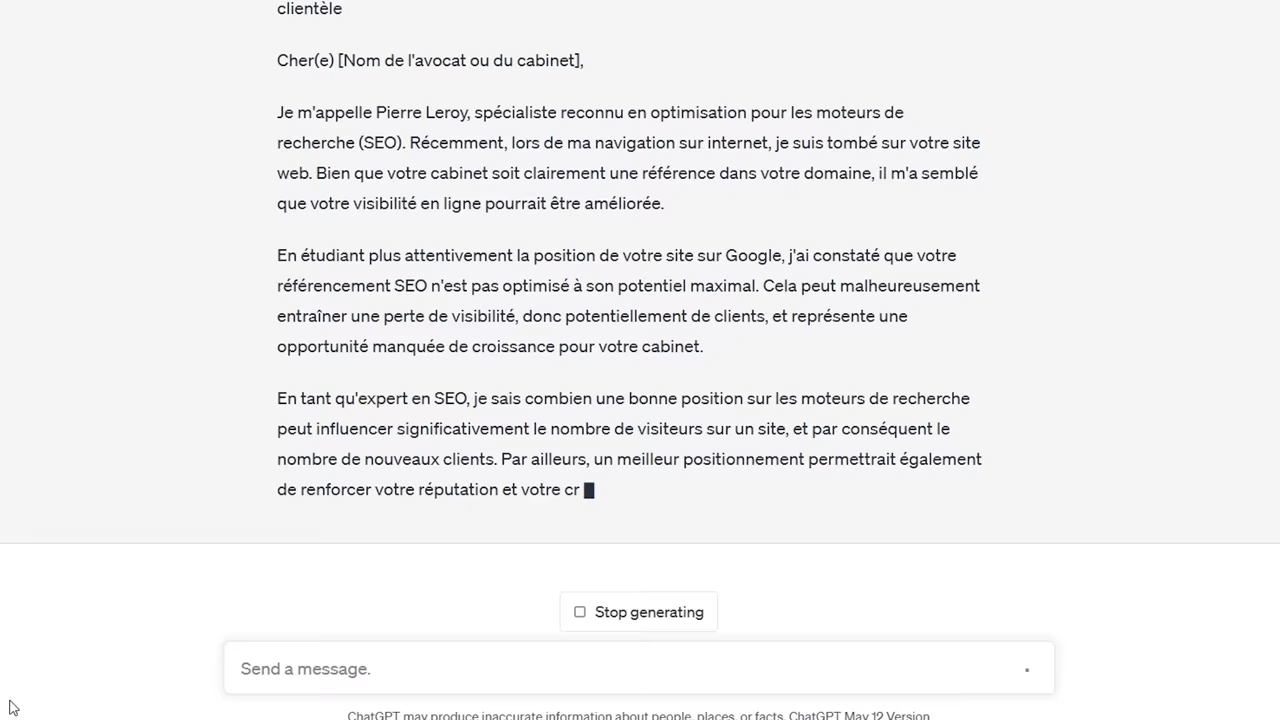 clientèle
Cher(e) [Nom de l'avocat ou du cabinet],
Je m'appelle Pierre Leroy, spécialiste reconnu en optimisation pour les moteurs de
recherche (SEO). Récemment, lors de ma navigation sur internet, je suis tombé sur votre site
web. Bien que votre cabinet soit clairement une référence dans votre domaine, il m'a semblé
que votre visibilité en ligne pourrait être améliorée.
En étudiant plus attentivement la position de votre site sur Google, j'ai constaté que votre
référencement SEO n'est pas optimisé à son potentiel maximal. Cela peut malheureusement
entraîner une perte de visibilité, donc potentiellement de clients, et représente une
opportunité manquée de croissance pour votre cabinet.
En tant qu'expert en SEO, je sais combien une bonne position sur les moteurs de recherche
peut influencer significativement le nombre de visiteurs sur un site, et par conséquent le
nombre de nouveaux clients. Par ailleurs, un meilleur positionnement permettrait également
de renforcer votre réputation et votre cr
Stop generating
Send a message.
ChatGPT may produce inaccurate information about people, places, or facts. ChatGPT May 12 Version